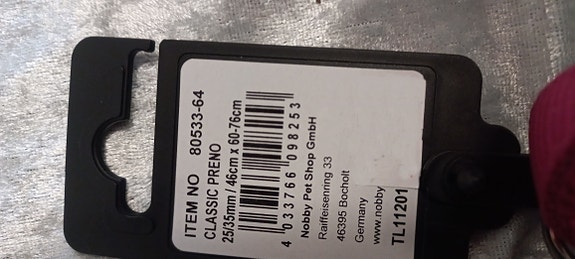 ITEM NO 80533-64
CLASSIC PRENO
25/35mm / 46cm x 60-76cm
4 033766 098253
Nobby Pet Shop GmbH
Raiffeisenring 33
46395 Bocholt
Germany
www.nobby
TL11201